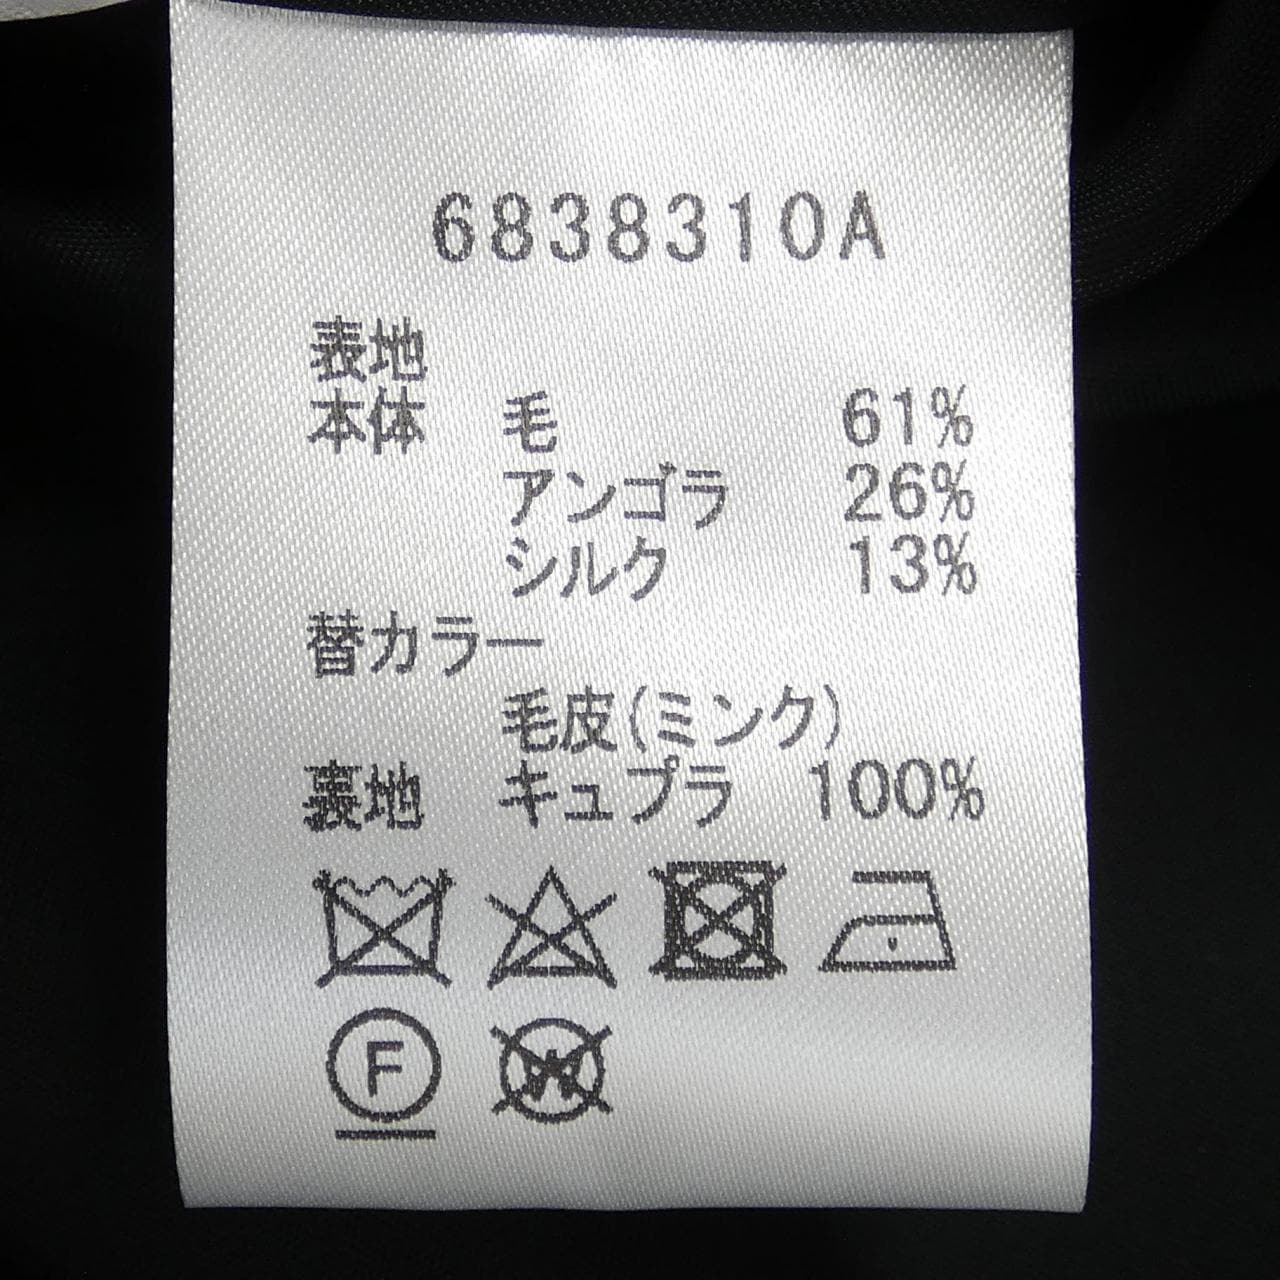 6838310A
表地
本体 毛 61%
アンゴラ 26%
シルク 13%
替カラー
毛皮(ミンク)
裏地 キュプラ 100%
F
W